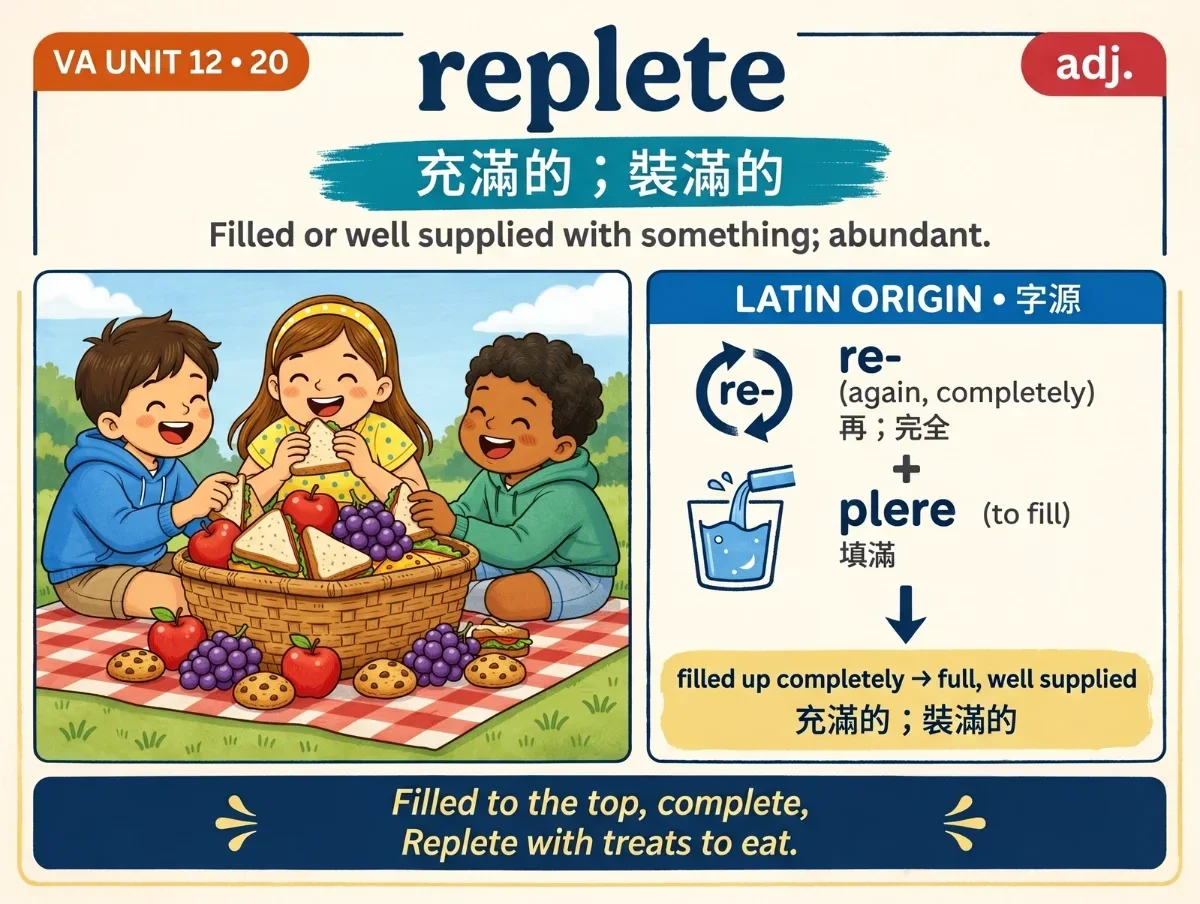 VA UNIT 12 • 20
replete
adj.
充滿的；裝滿的
Filled or well supplied with something; abundant.
LATIN ORIGIN • 字源
re-
re-
(again, completely)
再；完全
+
plere (to fill)
填滿
filled up completely → full, well supplied
充滿的；裝滿的
Filled to the top, complete,
Replete with treats to eat.